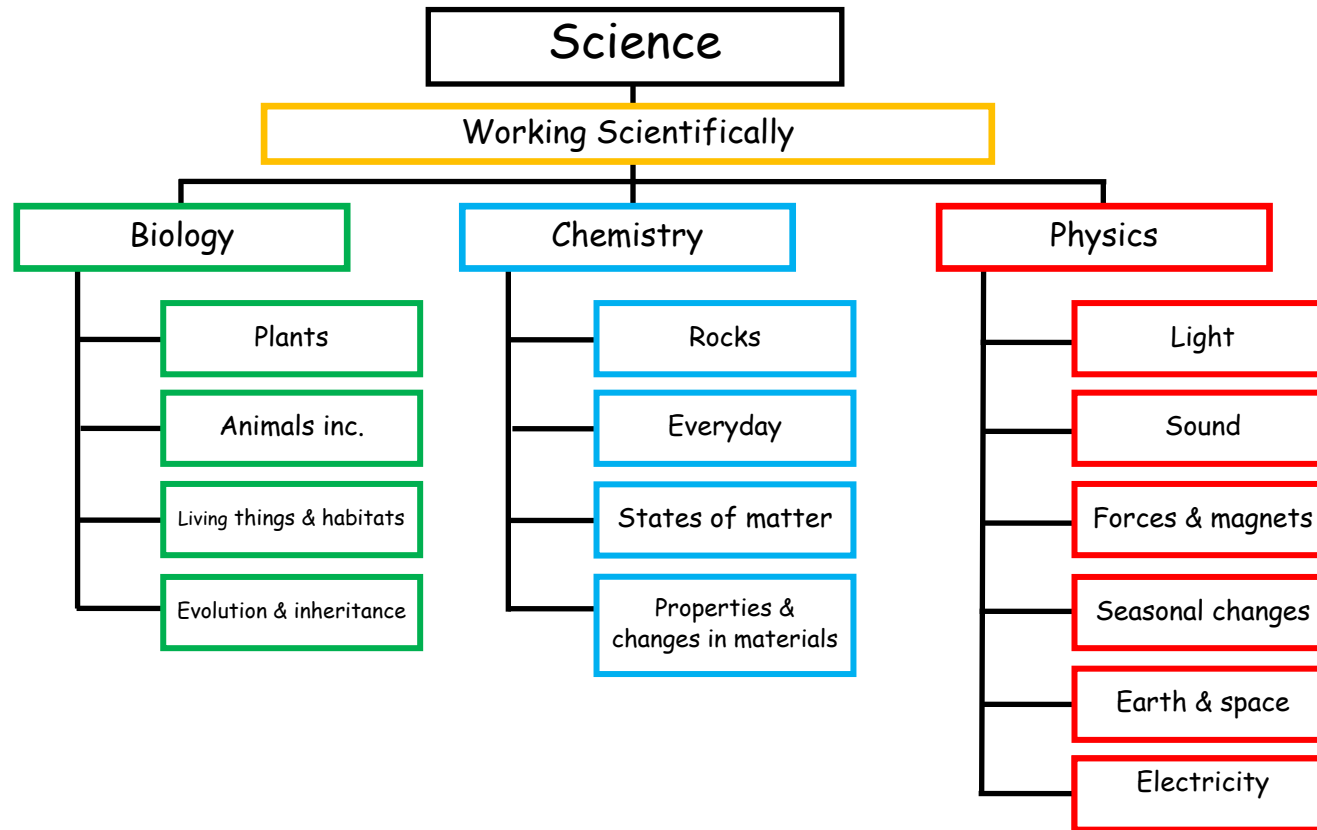 Science
Working Scientifically
Biology
Plants
Animals inc.
Living things & habitats
Evolution & inheritance
Chemistry
Rocks
Everyday
States of matter
Properties &
changes in materials
Physics
Light
Sound
Forces & magnets
Seasonal changes
Earth & space
Electricity